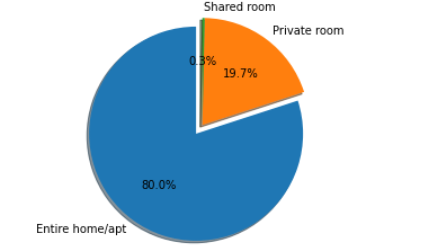 Shared room
Private room
0.3%
19.7%
80.0%
Entire home/apt